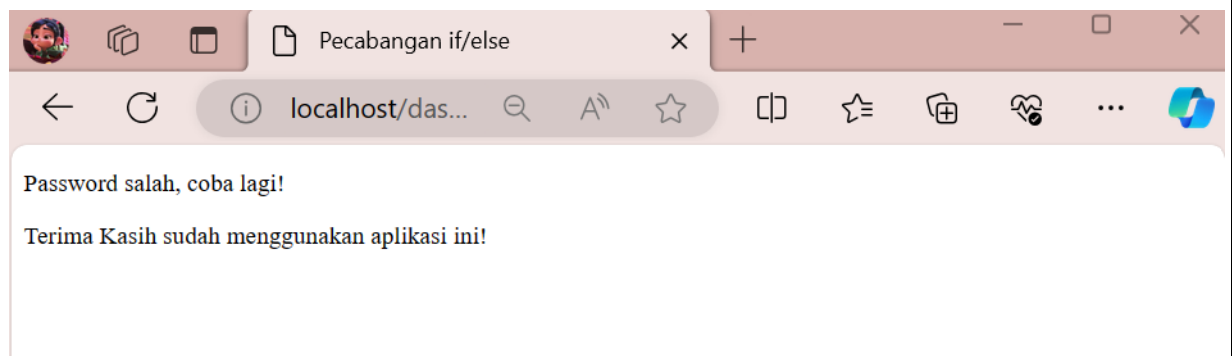 Pecabangan if/else
localhost/das...
Password salah, coba lagi!
Terima Kasih sudah menggunakan aplikasi ini!